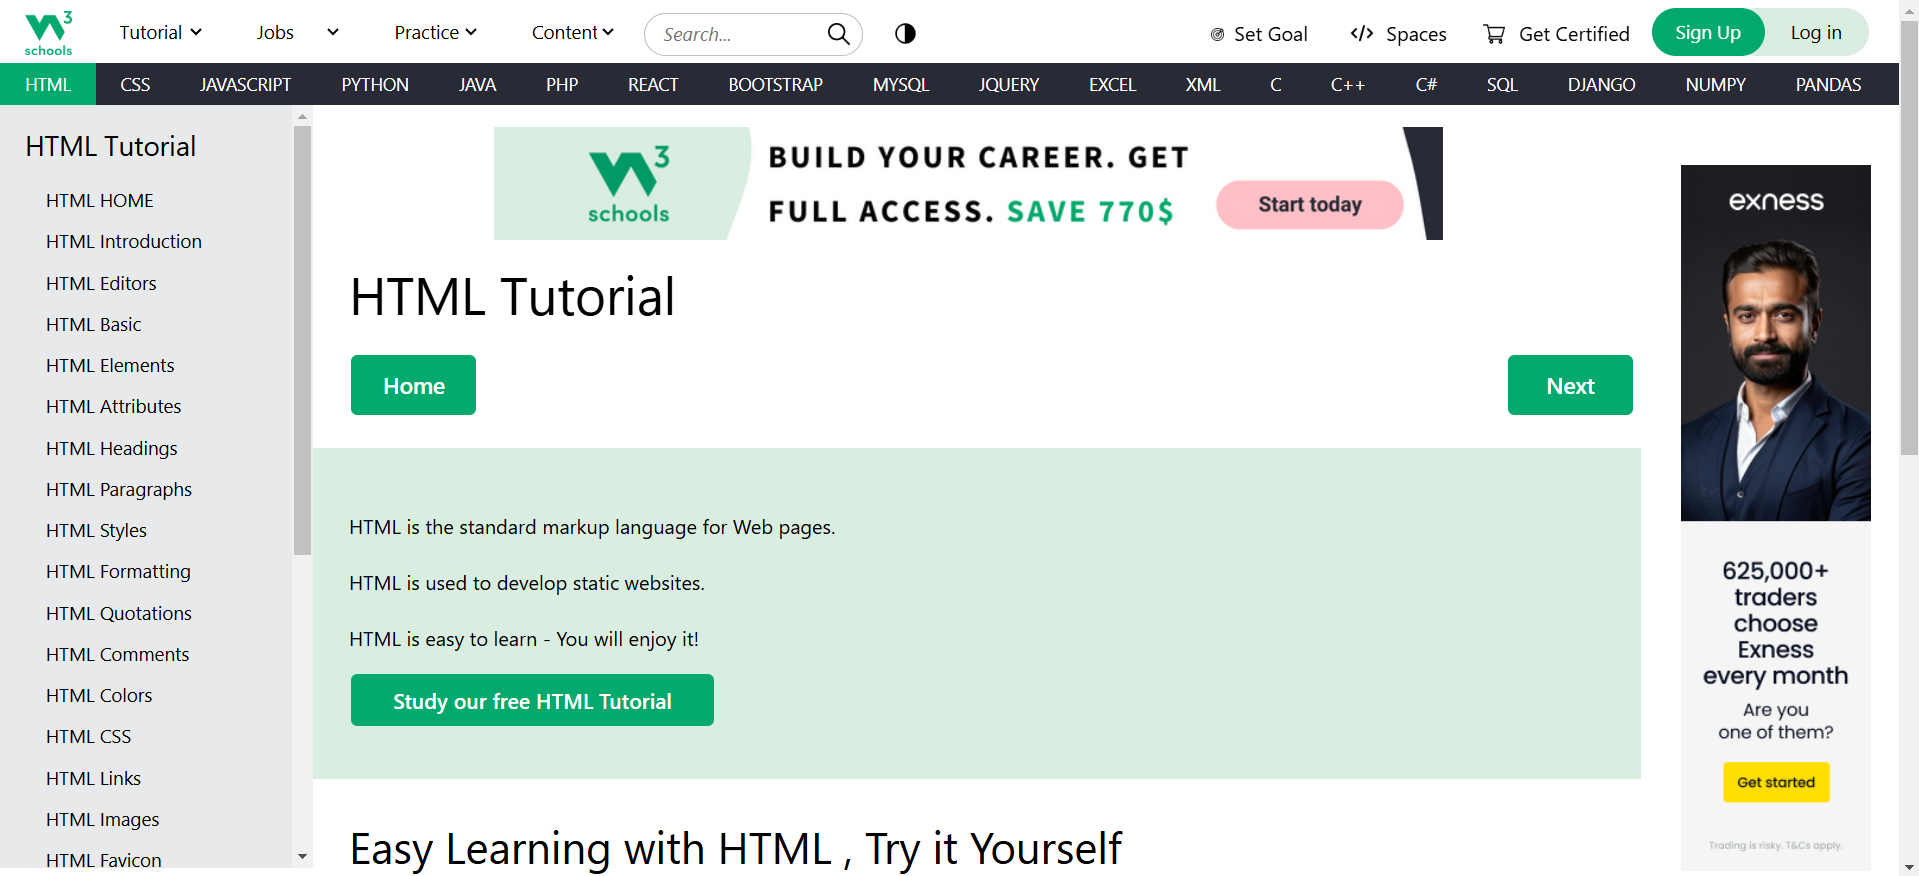 W3
schools
Tutorial
Jobs
Practice
Content
Search...
Set Goal
Spaces
Get Certified
Sign Up
Log in
HTML CSS JAVASCRIPT PYTHON JAVA PHP REACT BOOTSTRAP MYSQL JQUERY EXCEL XML C C++ C# SQL DJANGO NUMPY PANDAS
HTML Tutorial
HTML HOME
HTML Introduction
HTML Editors
HTML Basic
HTML Elements
HTML Attributes
HTML Headings
HTML Paragraphs
HTML Styles
HTML Formatting
HTML Quotations
HTML Comments
HTML Colors
HTML CSS
HTML Links
HTML Images
HTML Favicon
W3
schools
BUILD YOUR CAREER. GET
FULL ACCESS. SAVE 770$
Start today
HTML Tutorial
Home
Next
HTML is the standard markup language for Web pages.
HTML is used to develop static websites.
HTML is easy to learn - You will enjoy it!
Study our free HTML Tutorial
Easy Learning with HTML , Try it Yourself
exness
625,000+
traders
choose
Exness
every month
Are you
one of them?
Get started
Trading is risky. T&Cs apply.